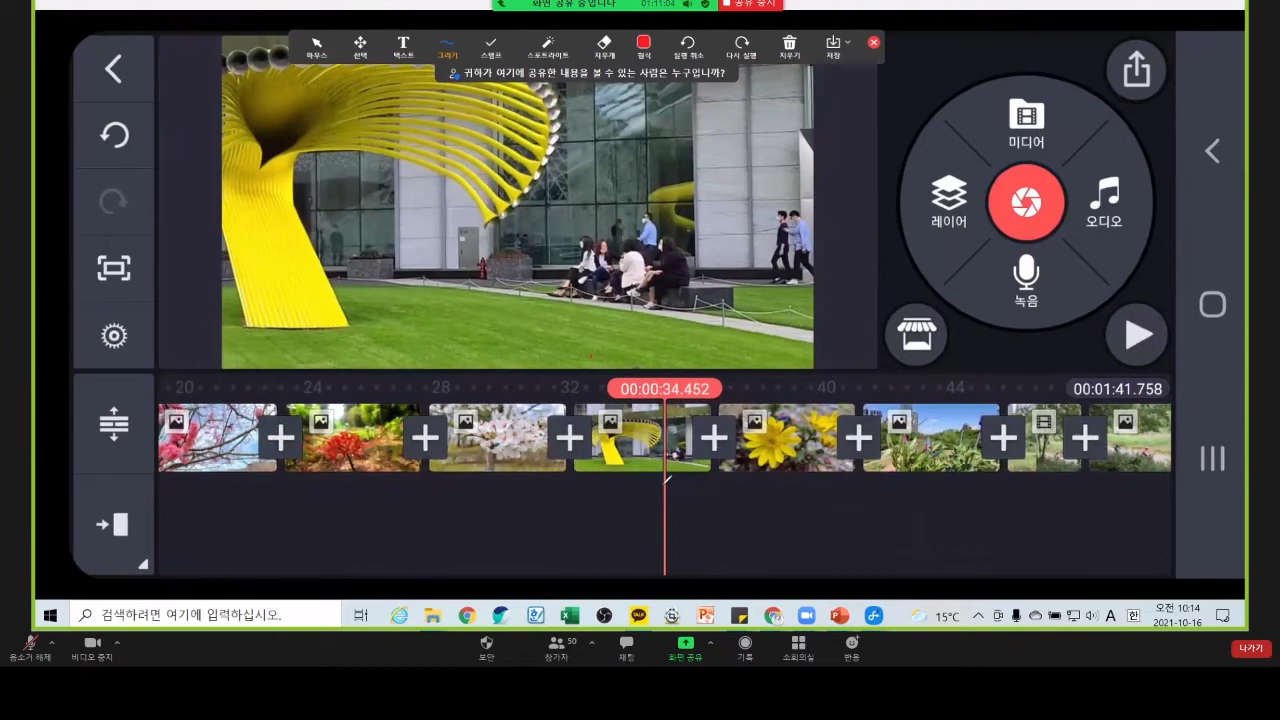 화면 공유 중입니다 01:11:04 공유 중지
마우스 선택 텍스트 그리기 스탬프 스포트라이트 지우개 형식 실행 취소 다시 실행 지우기 저장
귀하가 여기에 공유한 내용을 볼 수 있는 사람은 누구입니까?
미디어
레이어 오디오
녹음
20 24 28 32 00:00:34.452 40 44 00:01:41.758
검색하려면 여기에 입력하십시오. TALK 15°C A 한 오전 10:14
2021-10-16
음소거 해제 비디오 중지 보안 참가자 50 채팅 화면 공유 기록 소회의실 반응 나가기